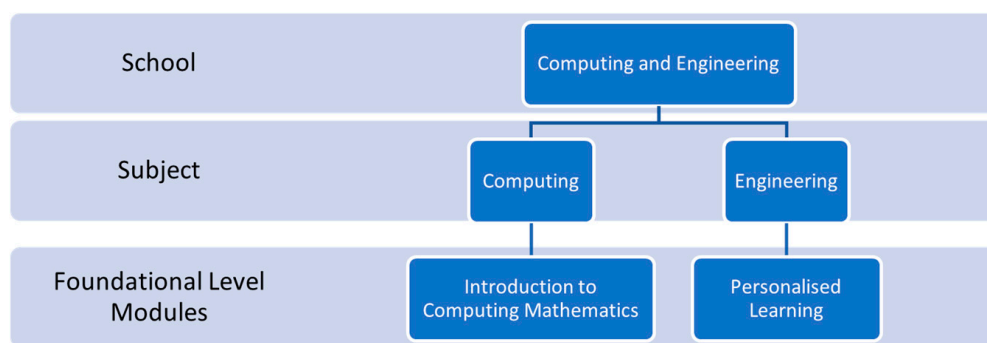 School
Computing and Engineering
Subject
Computing
Engineering
Foundational Level
Modules
Introduction to
Computing Mathematics
Personalised
Learning